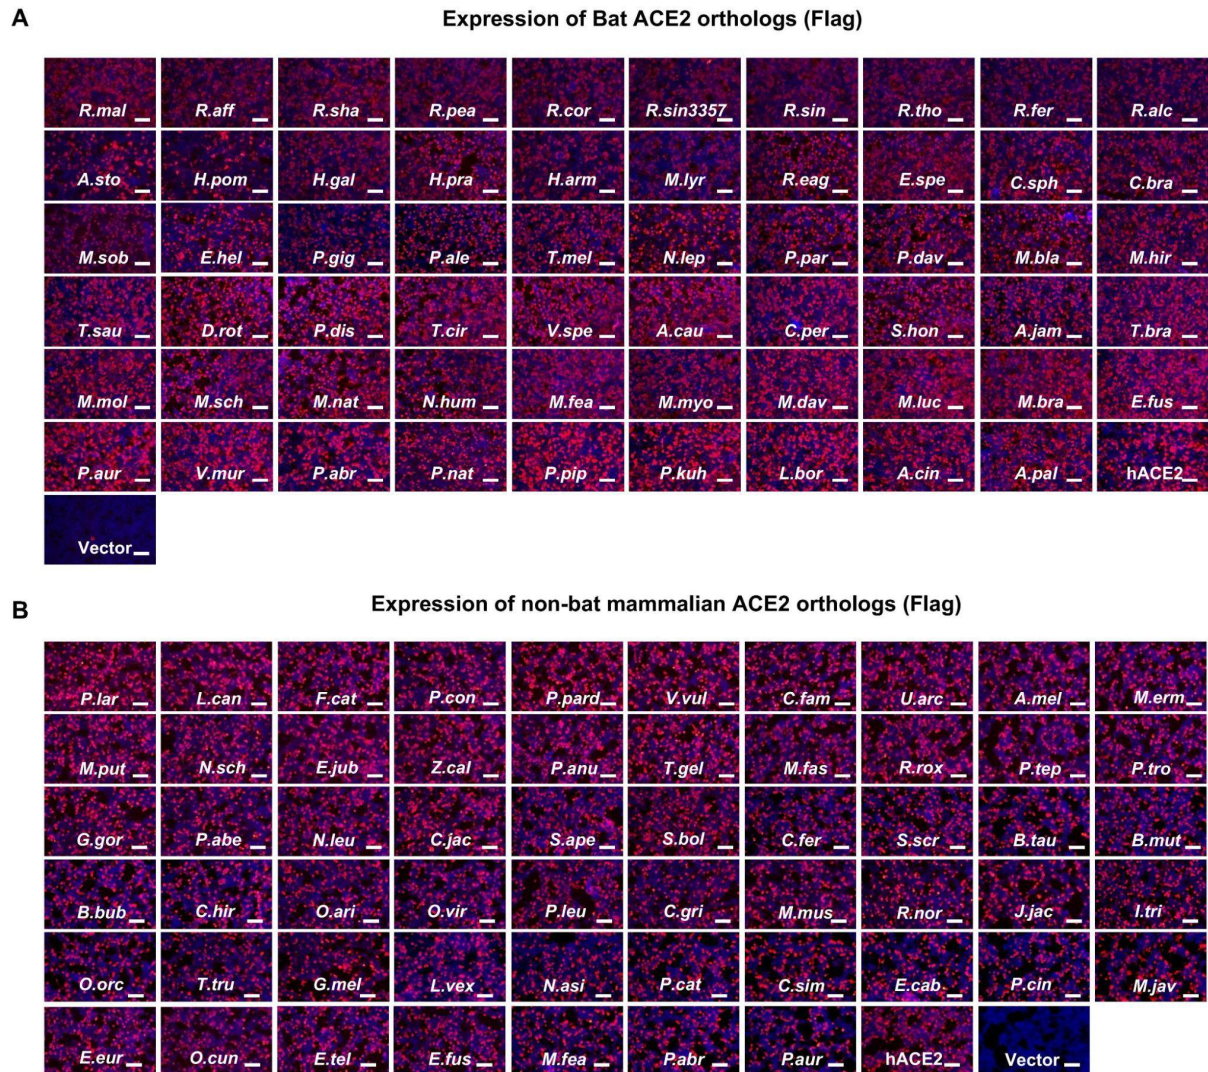 A
Expression of Bat ACE2 orthologs (Flag)
R.mal R.aff R.sha R.pea R.cor R.sin3357 R.sin R.tho R.fer R.alc
A.sto H.pom H.gal H.pra H.arm M.lyr R.eag E.spe C.sph C.bra
M.sob E.hel P.gig P.ale T.mel N.lep P.par P.dav M.bla M.hir
T.sau D.rot P.dis T.cir V.spe A.cau C.per S.hon A.jam T.bra
M.mol M.sch M.nat N.hum M.fea M.myo M.dav M.luc M.bra E.fus
P.aur V.mur P.abr P.nat P.pip P.kuh L.bor A.cin A.pal hACE2
Vector
B
Expression of non-bat mammalian ACE2 orthologs (Flag)
P.lar L.can F.cat P.con P.pard V.vul C.fam U.arc A.mel M.erm
M.put N.sch E.jub Z.cal P.anu T.gel M.fas R.rox P.tep P.tro
G.gor P.abe N.leu C.jac S.ape S.bol C.fer S.scr B.tau B.mut
B.bub C.hir O.ari O.vir P.leu C.gri M.mus R.nor J.jac I.tri
O.orc T.tru G.mel L.vex N.asi P.cat C.sim E.cab P.cin M.jav
E.eur O.cun E.tel E.fus M.fea P.abr P.aur hACE2 Vector